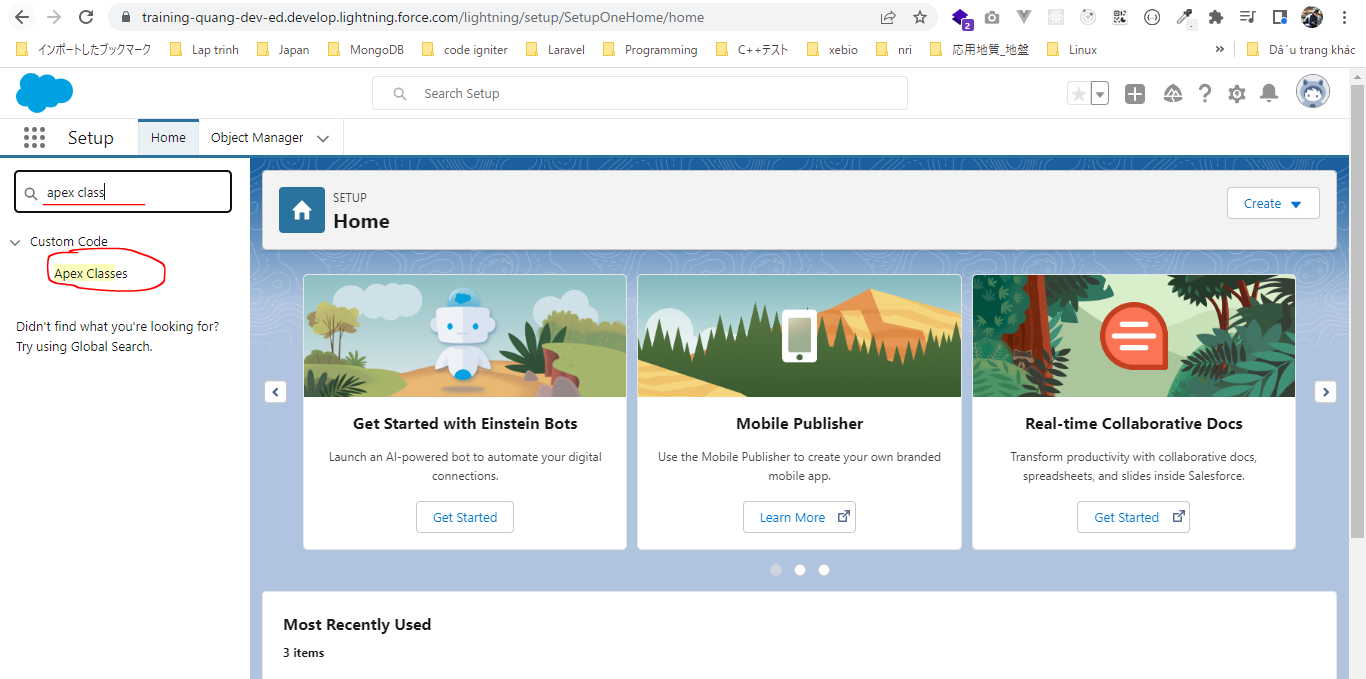 training-quang-dev-ed.develop.lightning.force.com/lightning/setup/SetupOneHome/home
2
インポートしたブックマーク Lap trinh Japan MongoDB code igniter Laravel Programming C++テスト xebio nri 応用地質_地盤 Linux » Dấu trang khác
Search Setup
Setup Home Object Manager
apex class
Custom Code
Apex Classes
Didn't find what you're looking for?
Try using Global Search.
SETUP
Home
Create
Get Started with Einstein Bots
Launch an AI-powered bot to automate your digital
connections.
Get Started
Mobile Publisher
Use the Mobile Publisher to create your own branded
mobile app.
Learn More
Real-time Collaborative Docs
Transform productivity with collaborative docs,
spreadsheets, and slides inside Salesforce.
Get Started
Most Recently Used
3 items